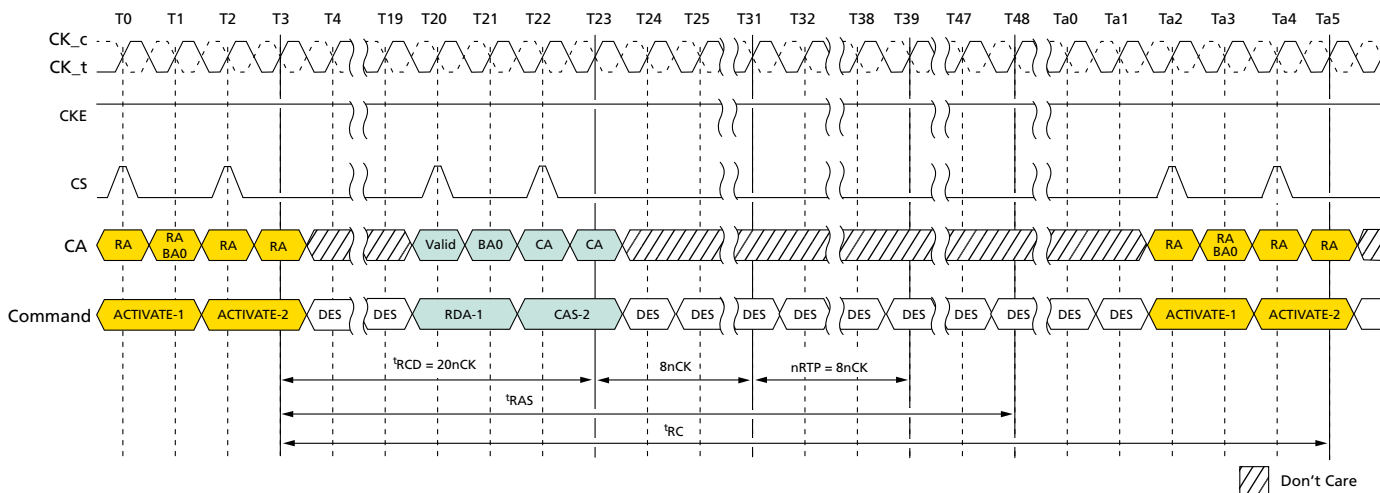 T0 T1 T2 T3 T4 T19 T20 T21 T22 T23 T24 T25 T31 T32 T38 T39 T47 T48 Ta0 Ta1 Ta2 Ta3 Ta4 Ta5
CK_c
CK_t
CKE
CS
CA RA RA BA0 RA RA Valid BA0 CA CA RA RA BA0 RA RA
Command ACTIVATE-1 ACTIVATE-2 DES DES RDA-1 CAS-2 DES DES DES DES DES DES DES DES DES DES ACTIVATE-1 ACTIVATE-2
tRCD = 20nCK 8nCK nRTP = 8nCK
tRAS
tRC
Don't Care